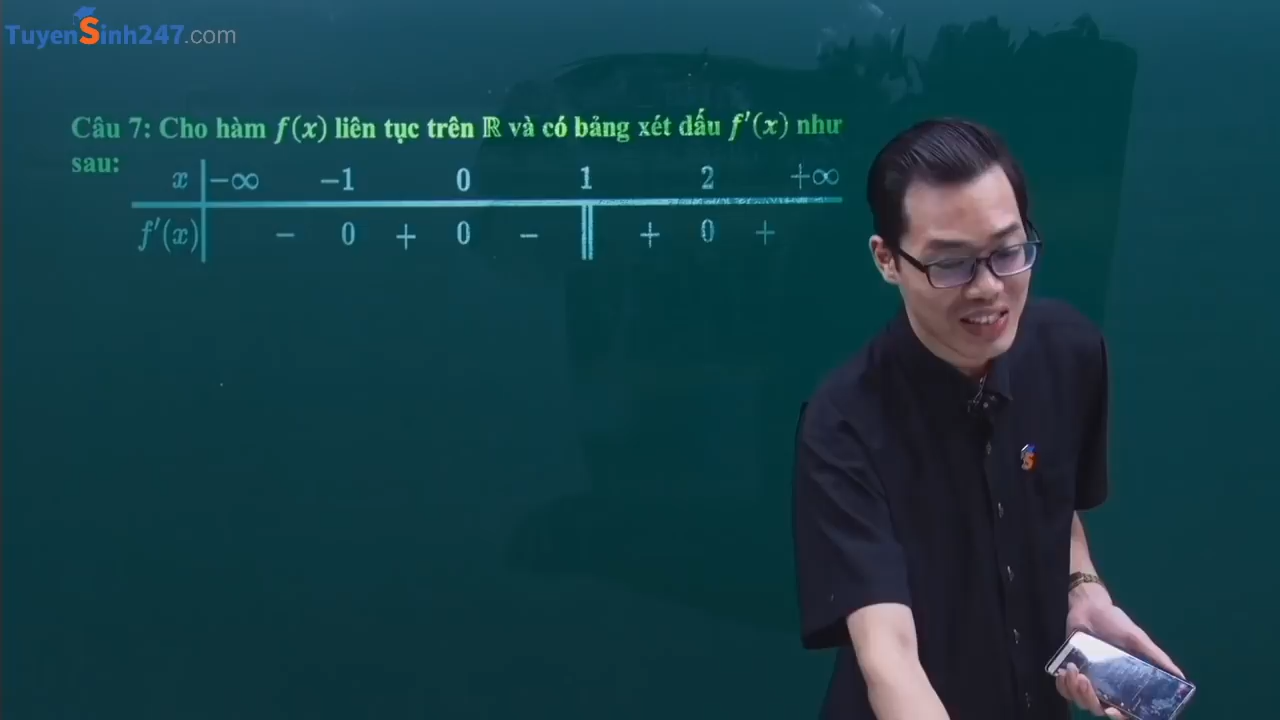 TuyenSinh247.com
Câu 7: Cho hàm f(x) liên tục trên ℝ và có bảng xét dấu f′(x) như
sau:
x −∞ −1 0 1 2 +∞
f′(x) − 0 + 0 − || + 0 +
S